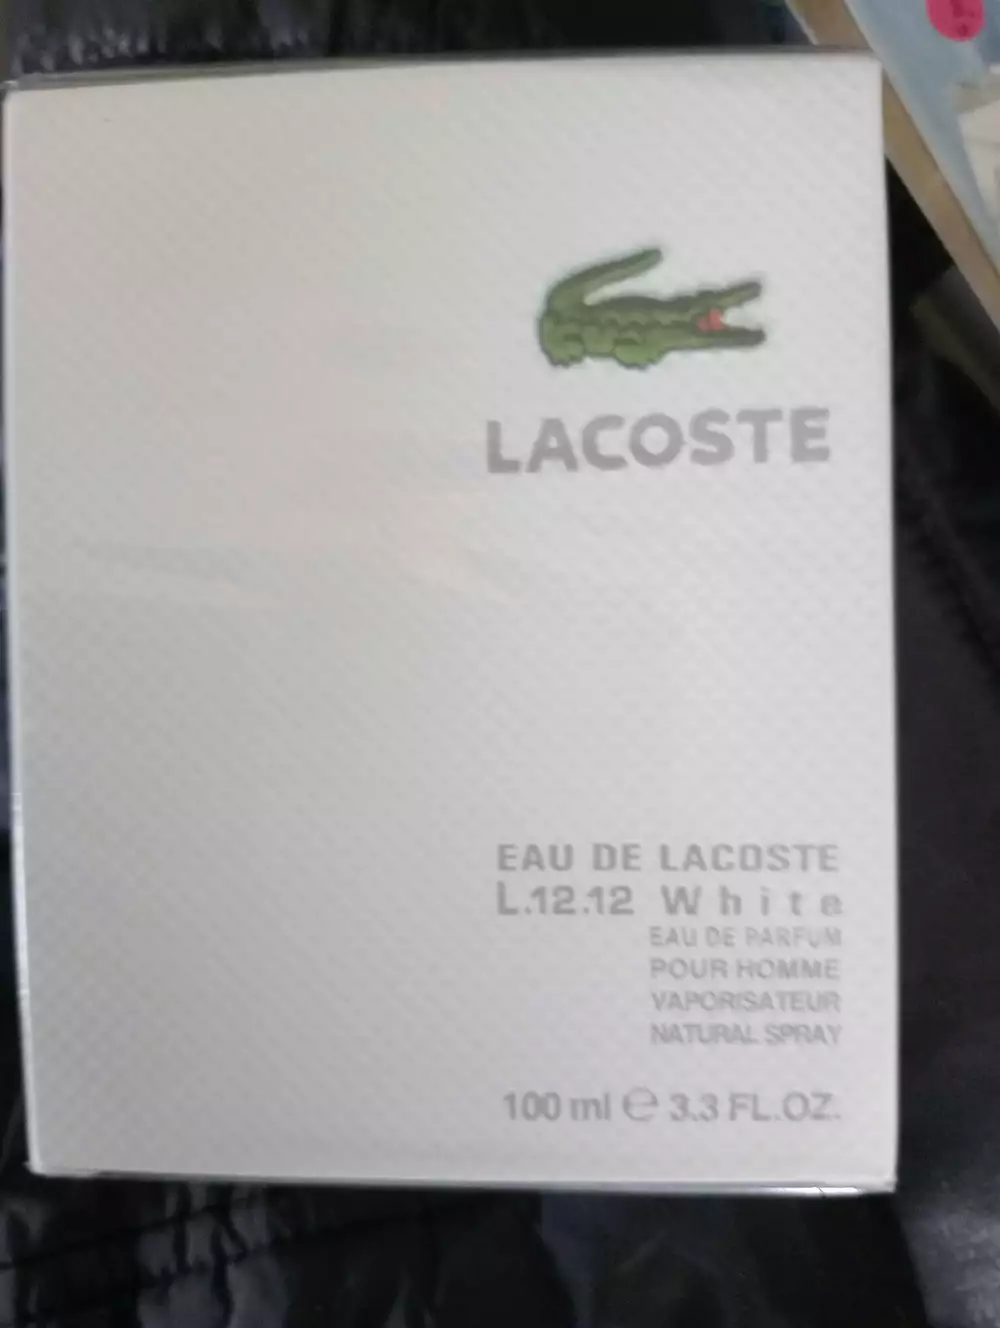 LACOSTE
EAU DE LACOSTE
L.12.12 White
EAU DE PARFUM
POUR HOMME
VAPORISATEUR
NATURAL SPRAY
100 ml ℮ 3.3 FL.OZ.